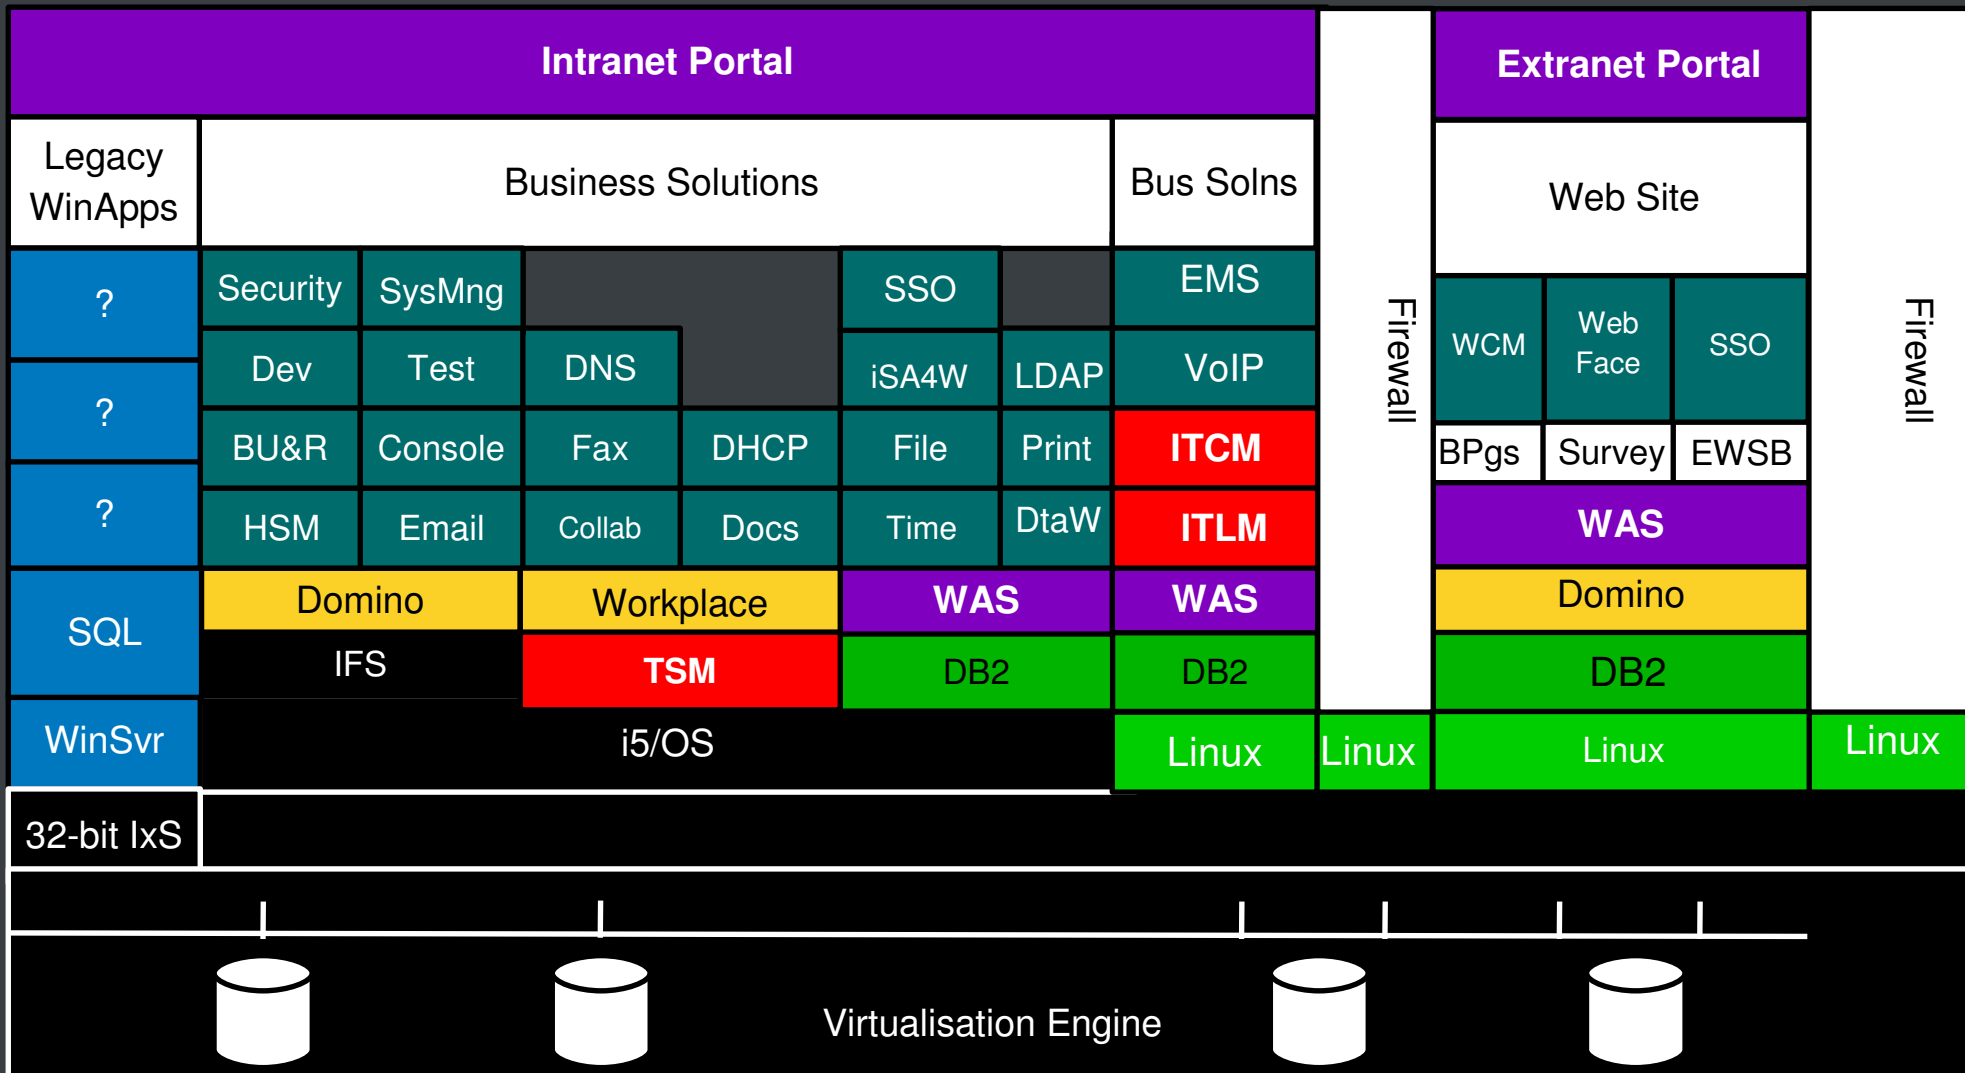 Intranet Portal
Extranet Portal
Legacy
WinApps
Business Solutions
Bus Solns
Web Site
Firewall
Firewall
?
Security
SysMng
SSO
EMS
WCM
Web
Face
SSO
?
Dev
Test
DNS
iSA4W
LDAP
VoIP
BU&R
Console
Fax
DHCP
File
Print
ITCM
BPgs
Survey
EWSB
?
HSM
Email
Collab
Docs
Time
DtaW
ITLM
WAS
SQL
Domino
Workplace
WAS
WAS
Domino
IFS
TSM
DB2
DB2
DB2
WinSvr
i5/OS
Linux
Linux
Linux
Linux
32-bit IxS
Virtualisation Engine